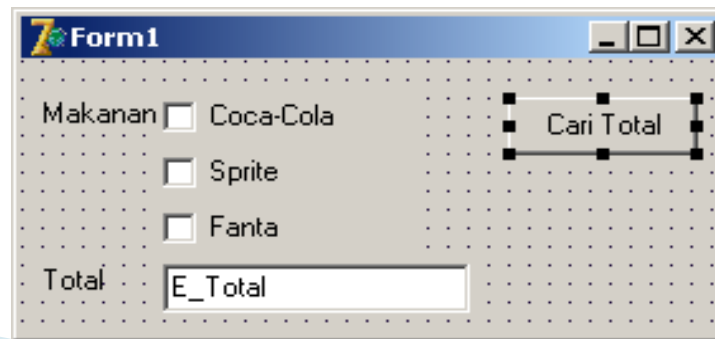 Form1
Makanan Coca-Cola Cari Total
Sprite
Fanta
Total E_Total